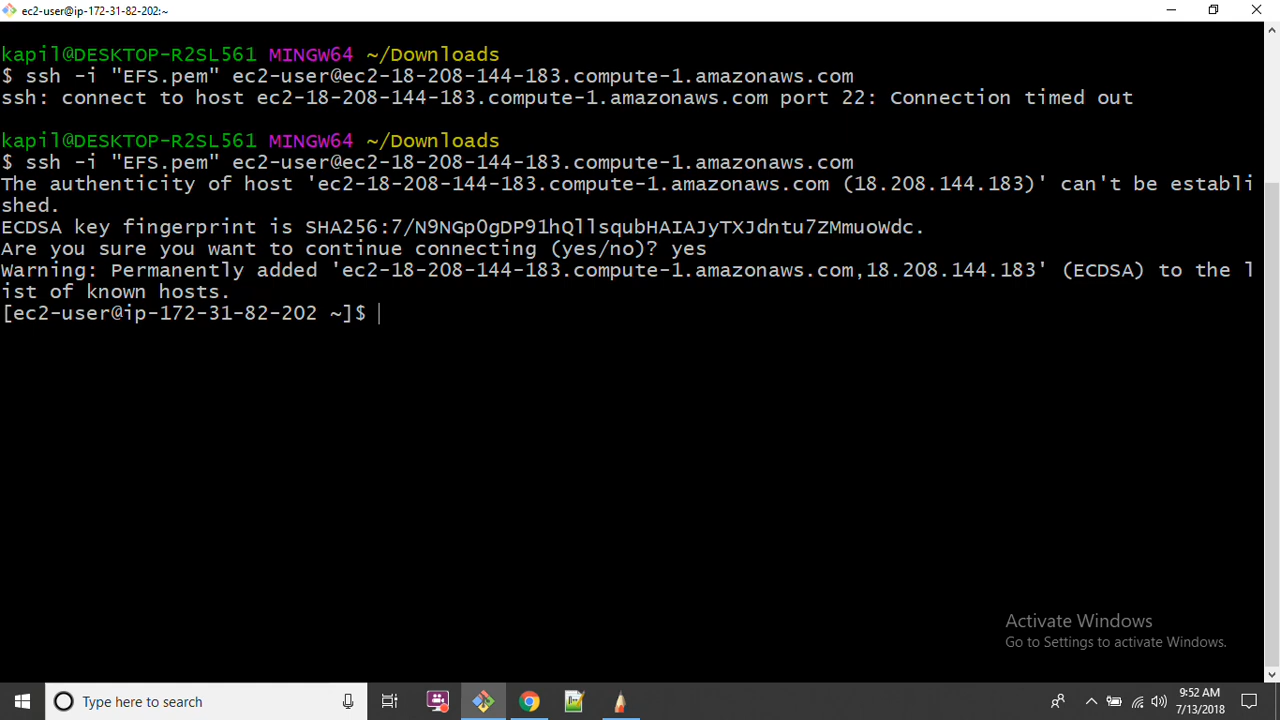 ec2-user@ip-172-31-82-202:~
kapil@DESKTOP-R2SL561 MINGW64 ~/Downloads
$ ssh -i "EFS.pem" ec2-user@ec2-18-208-144-183.compute-1.amazonaws.com
ssh: connect to host ec2-18-208-144-183.compute-1.amazonaws.com port 22: Connection timed out
kapil@DESKTOP-R2SL561 MINGW64 ~/Downloads
$ ssh -i "EFS.pem" ec2-user@ec2-18-208-144-183.compute-1.amazonaws.com
The authenticity of host 'ec2-18-208-144-183.compute-1.amazonaws.com (18.208.144.183)' can't be establi
shed.
ECDSA key fingerprint is SHA256:7/N9NGp0gDP91hQllsqubHAIAJyTXJdntu7ZMmuoWdc.
Are you sure you want to continue connecting (yes/no)? yes
Warning: Permanently added 'ec2-18-208-144-183.compute-1.amazonaws.com,18.208.144.183' (ECDSA) to the l
ist of known hosts.
[ec2-user@ip-172-31-82-202 ~]$
Activate Windows
Go to Settings to activate Windows.
Type here to search
9:52 AM
7/13/2018